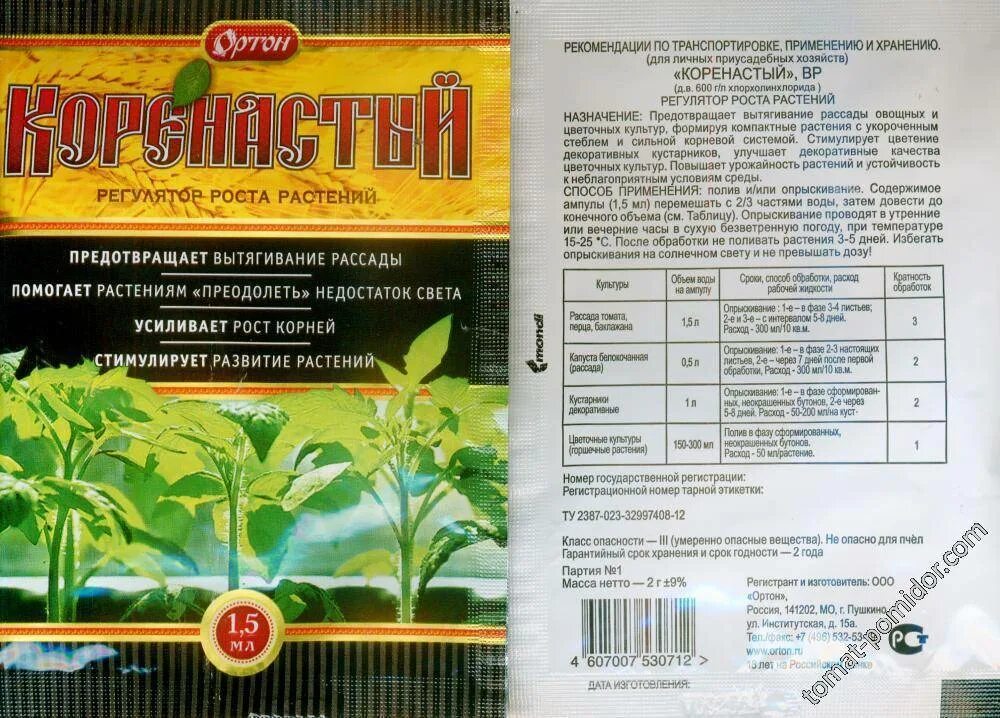 Ортон
Коренастый
РЕГУЛЯТОР РОСТА РАСТЕНИЙ
ПРЕДОТВРАЩАЕТ ВЫТЯГИВАНИЕ РАССАДЫ
ПОМОГАЕТ РАСТЕНИЯМ «ПРЕОДОЛЕТЬ» НЕДОСТАТОК СВЕТА
УСИЛИВАЕТ РОСТ КОРНЕЙ
СТИМУЛИРУЕТ РАЗВИТИЕ РАСТЕНИЙ
1,5
МЛ
mondi
РЕКОМЕНДАЦИИ ПО ТРАНСПОРТИРОВКЕ, ПРИМЕНЕНИЮ И ХРАНЕНИЮ.
(для личных приусадебных хозяйств)
«КОРЕНАСТЫЙ», ВР
(д.в. 600 г/л хлорхолинхлорида )
РЕГУЛЯТОР РОСТА РАСТЕНИЙ
НАЗНАЧЕНИЕ: Предотвращает вытягивание рассады овощных и
цветочных культур, формируя компактные растения с укороченным
стеблем и сильной корневой системой. Стимулирует цветение
декоративных кустарников, улучшает декоративные качества
цветочных культур. Повышает урожайность растений и устойчивость
к неблагоприятным условиям среды.
СПОСОБ ПРИМЕНЕНИЯ: полив и/или опрыскивание. Содержимое
ампулы (1,5 мл) перемешать с 2/3 частями воды, затем довести до
конечного объема (см. Таблицу). Опрыскивание проводят в утренние
или вечерние часы в сухую безветренную погоду, при температуре
15-25 °С. После обработки не поливать растения 3-5 дней. Избегать
опрыскивания на солнечном свету и не превышать дозу!
Культуры Объем воды на ампулу Сроки, способ обработки, расход рабочей жидкости Кратность обработок
Рассада томата, перца, баклажана 1,5 л Опрыскивание : 1-е – в фазе 3-4 листьев; 2-е и 3-е – с интервалом 5-8 дней. Расход - 300 мл/10 кв.м. 3
Капуста белокочанная (рассада) 0,5 л Опрыскивание: 1-е – в фазе 2-3 настоящих листьев, 2-е – через 7 дней после первой обработки, Расход - 300 мл/10 кв.м. 2
Кустарники декоративные 1 л Опрыскивание: 1-е – в фазе сформированных, неокрашенных бутонов, 2-е через 5-8 дней. Расход - 50-200 мл/на куст· 2
Цветочные культуры (горшечные растения) 150-300 мл Полив в фазу сформированных, неокрашенных бутонов. Расход - 50 мл/растение. 1
Номер государственной регистрации:
Регистрационный номер тарной этикетки:
ТУ 2387-023-32997408-12
Класс опасности — III (умеренно опасные вещества). Не опасно для пчёл
Гарантийный срок хранения и срок годности — 2 года
Партия №1
Масса нетто — 2 г ±9%
Регистрант и изготовитель: ООО
«Ортон»,
Россия, 141202, МО, г. Пушкино
ул. Институтская, д. 15а.
Тел./факс: +7 (496) 532-53
www.orton.ru
лет на
4 607007 530712 >
ДАТА ИЗГОТОВЛЕНИЯ:
РСТ
tomat-pomidor.com